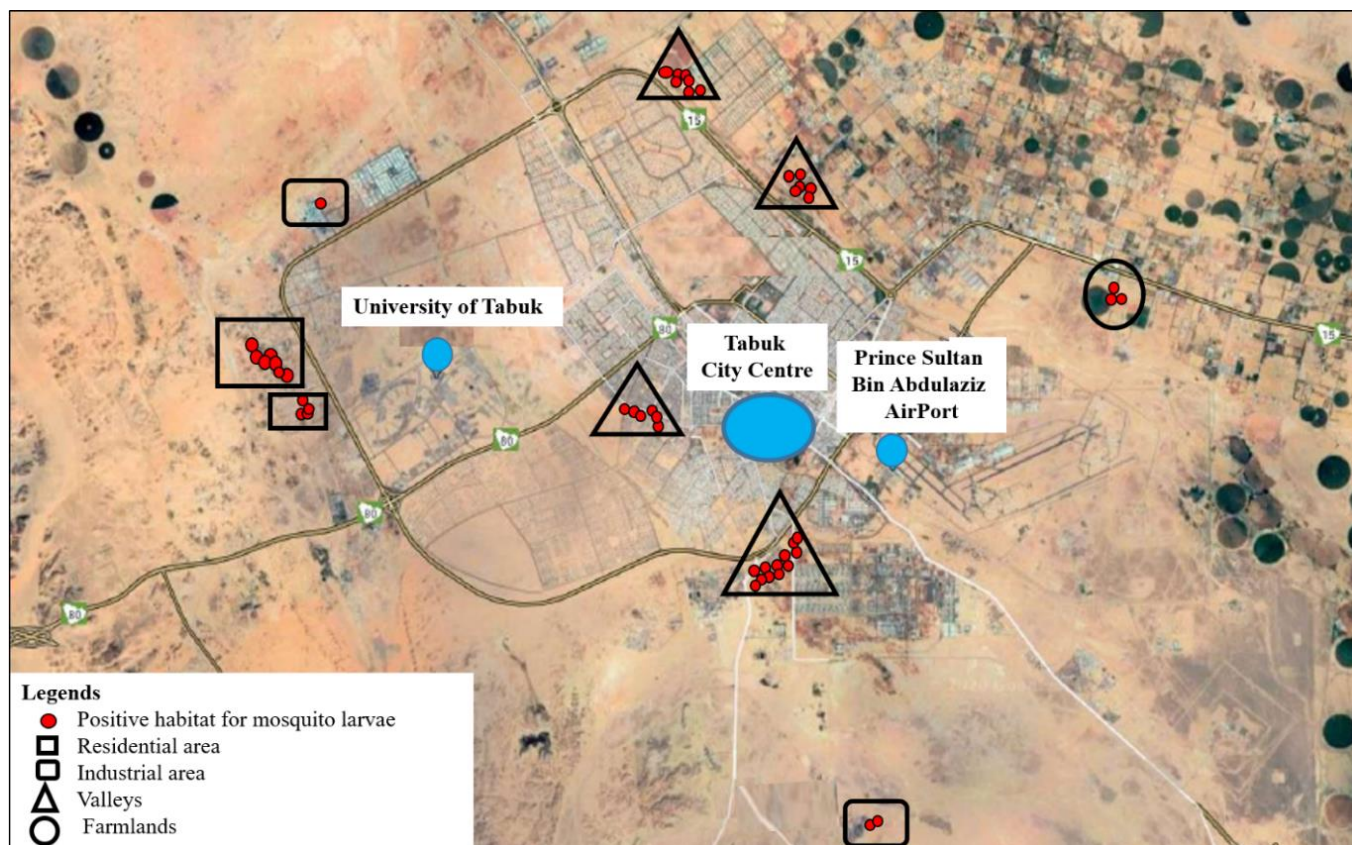 15
15
University of Tabuk
80
Tabuk
City Centre
Prince Sultan
Bin Abdulaziz
AirPort
15
80
80
80
Legends
Positive habitat for mosquito larvae
Residential area
Industrial area
Valleys
Farmlands